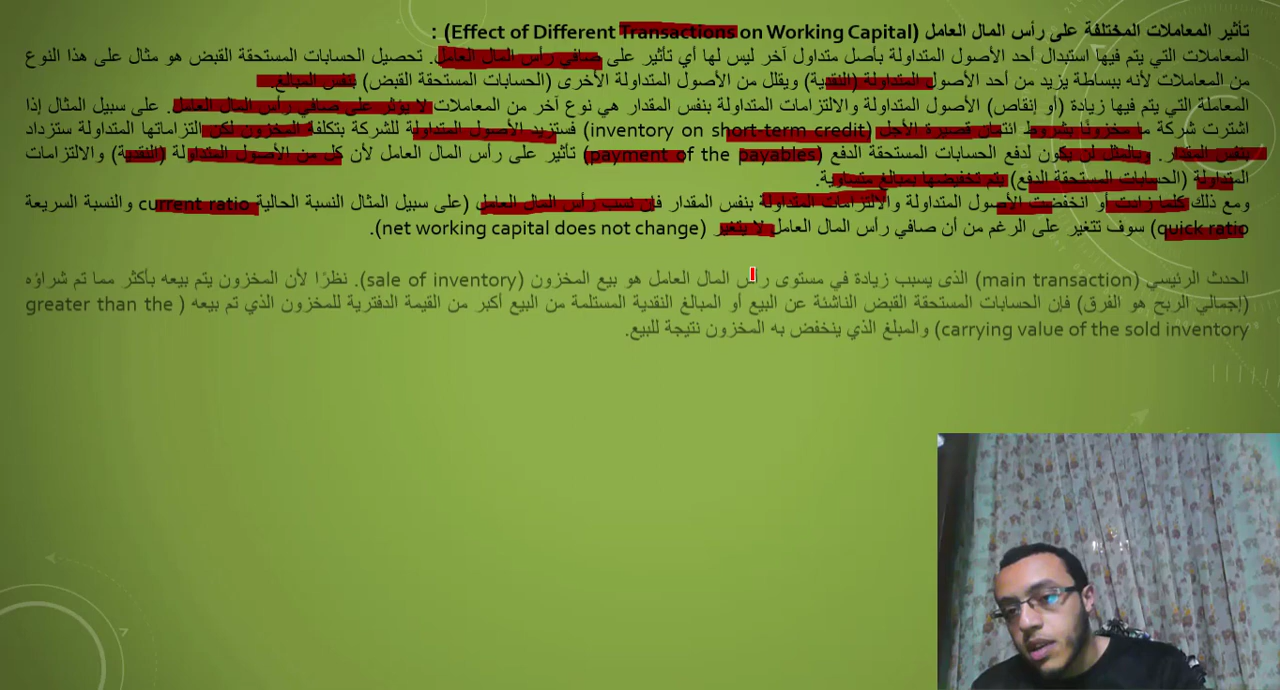 تأثير المعاملات المختلفة على رأس المال العامل (Effect of Different Transactions on Working Capital) :
المعاملات التي يتم فيها استبدال أحد الأصول المتداولة بأصل متداول آخر ليس لها أي تأثير على صافي رأس المال العامل. تحصيل الحسابات المستحقة القبض هو مثال على هذا النوع
من المعاملات لأنه ببساطة يزيد من أحد الأصول المتداولة (النقدية) ويقلل من الأصول المتداولة الأخرى (الحسابات المستحقة القبض) بنفس المبالغ.
المعاملة التي يتم فيها زيادة (أو إنقاص) الأصول المتداولة والالتزامات المتداولة بنفس المقدار هي نوع آخر من المعاملات لا يؤثر على صافي رأس المال العامل. على سبيل المثال إذا
اشترت شركة ما مخزونًا بشروط ائتمان قصيرة الأجل (inventory on short-term credit) فستزيد الأصول المتداولة للشركة بتكلفة المخزون لكن التزاماتها المتداولة ستزداد
بنفس المقدار. وبالمثل لن يكون لدفع الحسابات المستحقة الدفع (payment of the payables) تأثير على رأس المال العامل لأن كل من الأصول المتداولة (النقدية) والالتزامات
المتداولة (الحسابات المستحقة الدفع) يتم تخفيضها بمبالغ متساوية.
ومع ذلك كلما زادت أو انخفضت الأصول المتداولة والالتزامات المتداولة بنفس المقدار فإن نسب رأس المال العامل (على سبيل المثال النسبة الحالية current ratio والنسبة السريعة
quick ratio) سوف تتغير على الرغم من أن صافي رأس المال العامل لا يتغير (net working capital does not change).
الحدث الرئيسي (main transaction) الذى يسبب زيادة في مستوى رأس المال العامل هو بيع المخزون (sale of inventory). نظرًا لأن المخزون يتم بيعه بأكثر مما تم شراؤه
(إجمالي الربح هو الفرق) فإن الحسابات المستحقة القبض الناشئة عن البيع أو المبالغ النقدية المستلمة من البيع أكبر من القيمة الدفترية للمخزون الذي تم بيعه (greater than the
carrying value of the sold inventory) والمبلغ الذي ينخفض به المخزون نتيجة للبيع.